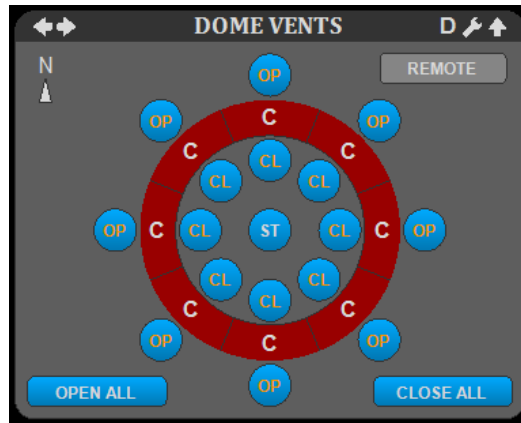 DOME VENTS D
N OP REMOTE
OP C OP
C C
CL
CL CL
OP C CL ST CL C OP
CL CL
CL
C C
OP C OP
OPEN ALL OP CLOSE ALL